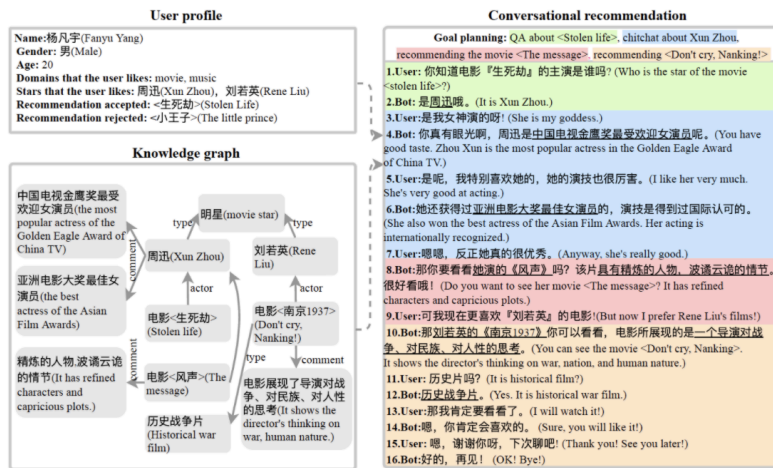 User profile
Name:杨凡宇(Fanyu Yang)
Gender: 男(Male)
Age: 20
Domains that the user likes: movie, music
Stars that the user likes: 周迅(Xun Zhou)，刘若英(Rene Liu)
Recommendation accepted: <生死劫>(Stolen Life)
Recommendation rejected: <小王子>(The little prince)
Knowledge graph
中国电视金鹰奖最受
欢迎女演员(the most
popular actress of the
Golden Eagle Award of
China TV)
明星(movie star)
type
type
周迅(Xun Zhou)
刘若英(Rene
Liu)
comment
亚洲电影大奖最佳女
演员(the best
actress of the Asian
Film Awards)
actor
actor
电影<生死劫>
(Stolen life)
电影<南京1937>
(Don't cry,
Nanking!)
精炼的人物,波谲云诡
的情节(It has refined
characters and
capricious plots.)
comment
type
comment
电影<风声>(The
message)
电影展现了导演对战
争、对民族、对人性
的思考(It shows the
director's thinking on
war, human nature.)
历史战争片
(Historical war
film)
Conversational recommendation
Goal planning: QA about <Stolen life>, chitchat about Xun Zhou,
recommending the movie <The message>, recommending <Don't cry, Nanking!>
1.User: 你知道电影『生死劫』的主演是谁吗? (Who is the star of the movie
<stolen life>?)
2.Bot: 是周迅哦。(It is Xun Zhou.)
3.User: 是我女神演的呀! (She is my goddess.)
4.Bot: 你真有眼光啊，周迅是中国电视金鹰奖最受欢迎女演员呢。(You have
good taste. Zhou Xun is the most popular actress in the Golden Eagle Award
of China TV.)
5.User: 是呢，我特别喜欢她的，她的演技也很厉害。(I like her very much.
She's very good at acting.)
6.Bot:她还获得过亚洲电影大奖最佳女演员的，演技是得到过国际认可的。
(She also won the best actress of the Asian Film Awards. Her acting is
internationally recognized.)
7.User: 嗯嗯，反正她真的很优秀。(Anyway, she's really good.)
8.Bot:那你要看看她演的《风声》吗？该片具有精炼的人物，波谲云诡的情节，
很好看哦！(Do you want to see her movie <The message>? It has refined
characters and capricious plots.)
9.User:可我现在更喜欢『刘若英』的电影!(But now I prefer Rene Liu's films!)
10.Bot:那刘若英的《南京1937》你可以看看，电影所展现的是一个导演对战
争、对民族、对人性的思考。(You can see the movie <Don't cry, Nanking>.
It shows the director's thinking on war, nation, and human nature.)
11.User: 历史片吗？(It is historical film?)
12.Bot:历史战争片。(Yes. It is historical war film.)
13.User:那我肯定要看看了。(I will watch it!)
14.Bot:嗯，你肯定会喜欢的。(Sure, you will like it!)
15.User: 嗯，谢谢你呀，下次聊吧! (Thank you! See you later!)
16.Bot:好的，再见！ (OK! Bye!)